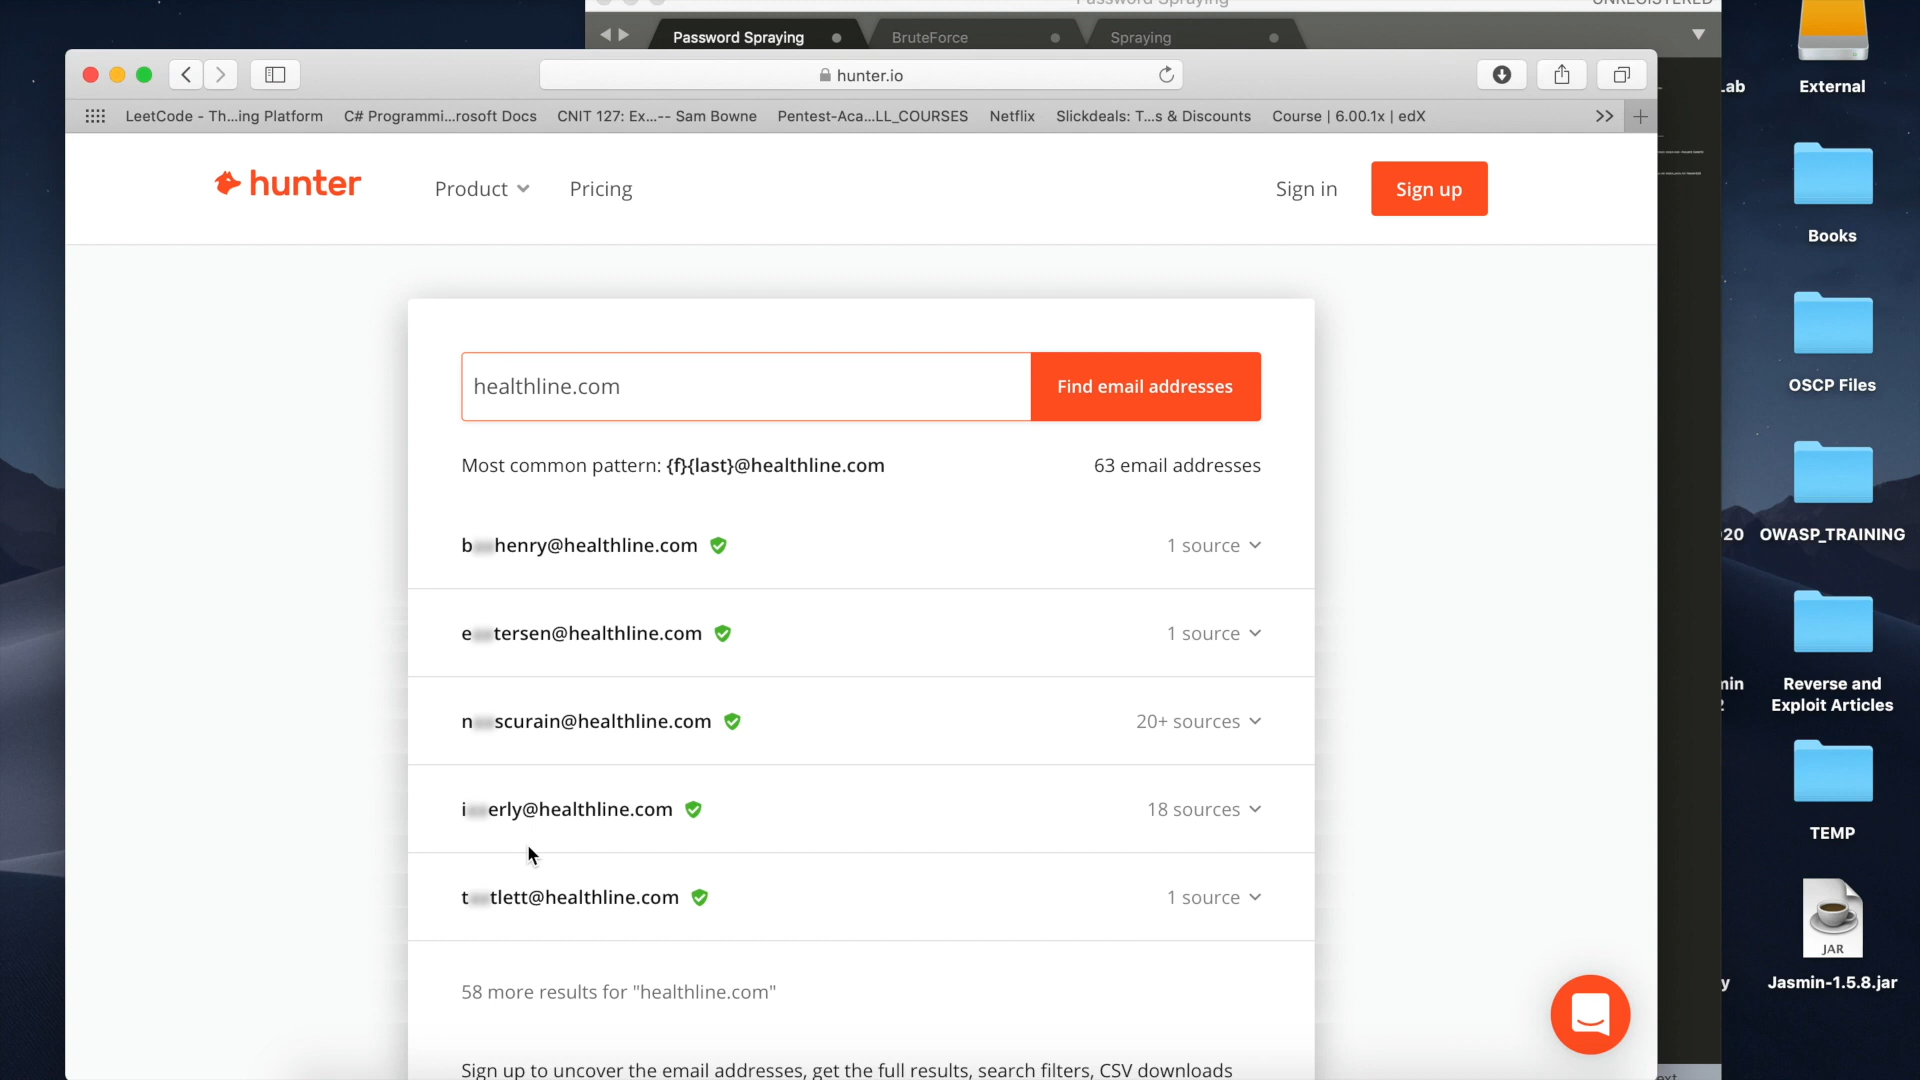 Password Spraying
UNREGISTERED
Password Spraying
BruteForce
Spraying
hunter.io
LeetCode - Th...ing Platform
C# Programmi...rosoft Docs
CNIT 127: Ex...-- Sam Bowne
Pentest-Aca...LL_COURSES
Netflix
Slickdeals: T...s & Discounts
Course | 6.00.1x | edX
hunter
Product
Pricing
Sign in
Sign up
healthline.com
Find email addresses
Most common pattern: {f}{last}@healthline.com
63 email addresses
b henry@healthline.com
1 source
e tersen@healthline.com
1 source
n scurain@healthline.com
20+ sources
i erly@healthline.com
18 sources
t tlett@healthline.com
1 source
58 more results for "healthline.com"
Sign up to uncover the email addresses, get the full results, search filters, CSV downloads
External
Books
OSCP Files
OWASP_TRAINING
Reverse and
Exploit Articles
TEMP
JAR
Jasmin-1.5.8.jar